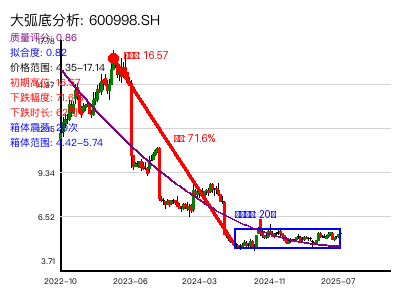 大弧底分析: 600998.SH
质量评分: 0.86
拟合度: 0.82
价格范围: 4.35-17.14
初期高位: 16.57
下跌幅度: 71.6%
下跌时长:
箱体震荡:
箱体范围: 4.42-5.74
17.78
16.57
71.6%
20
9.34
6.52
3.71
2022-10
2023-06
2024-03
2024-11
2025-07